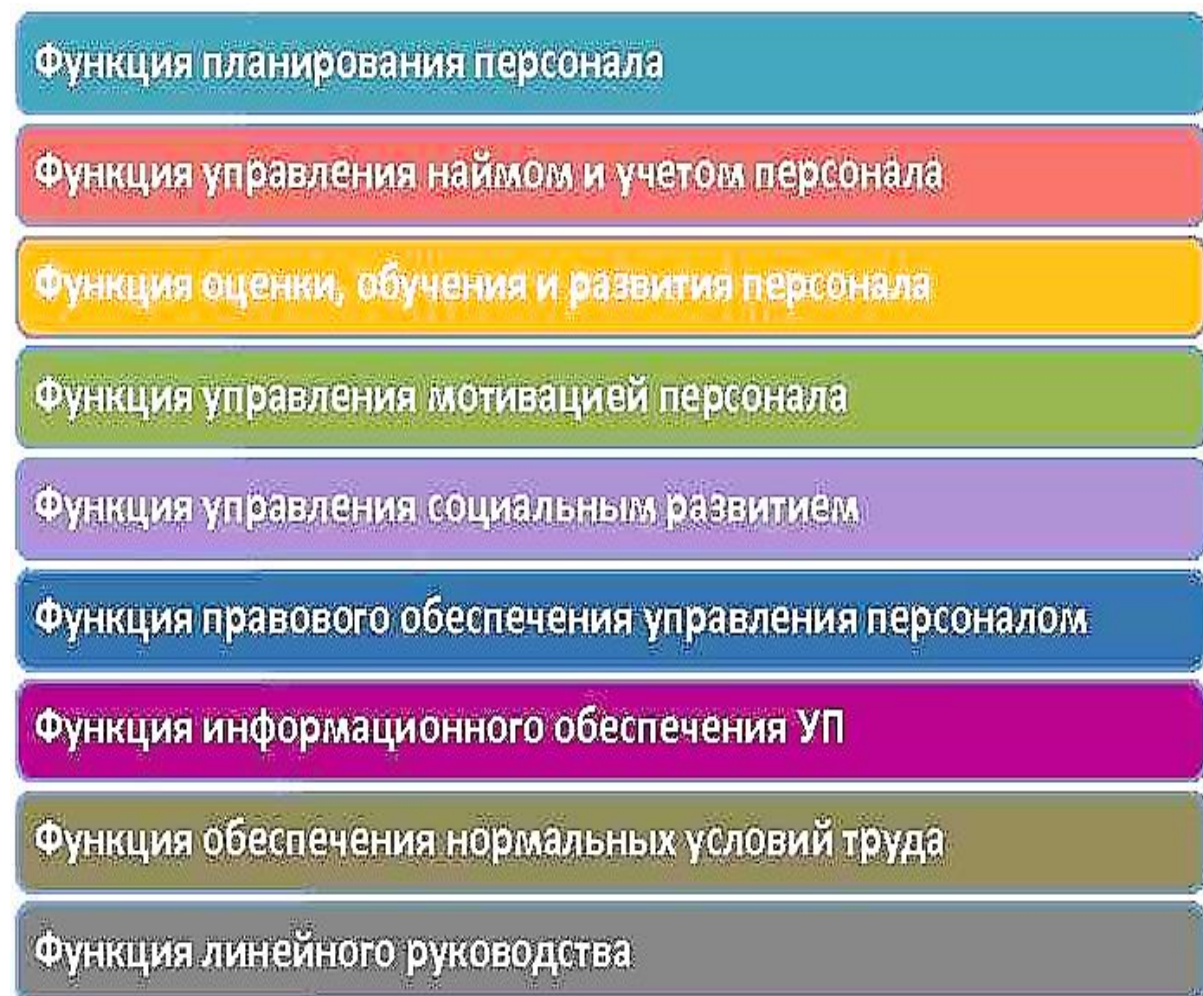 Функция планирования персонала
Функция управления наймом и учетом персонала
Функция оценки, обучения и развития персонала
Функция управления мотивацией персонала
Функция управления социальным развитием
Функция правового обеспечения управления персоналом
Функция информационного обеспечения УП
Функция обеспечения нормальных условий труда
Функция линейного руководства